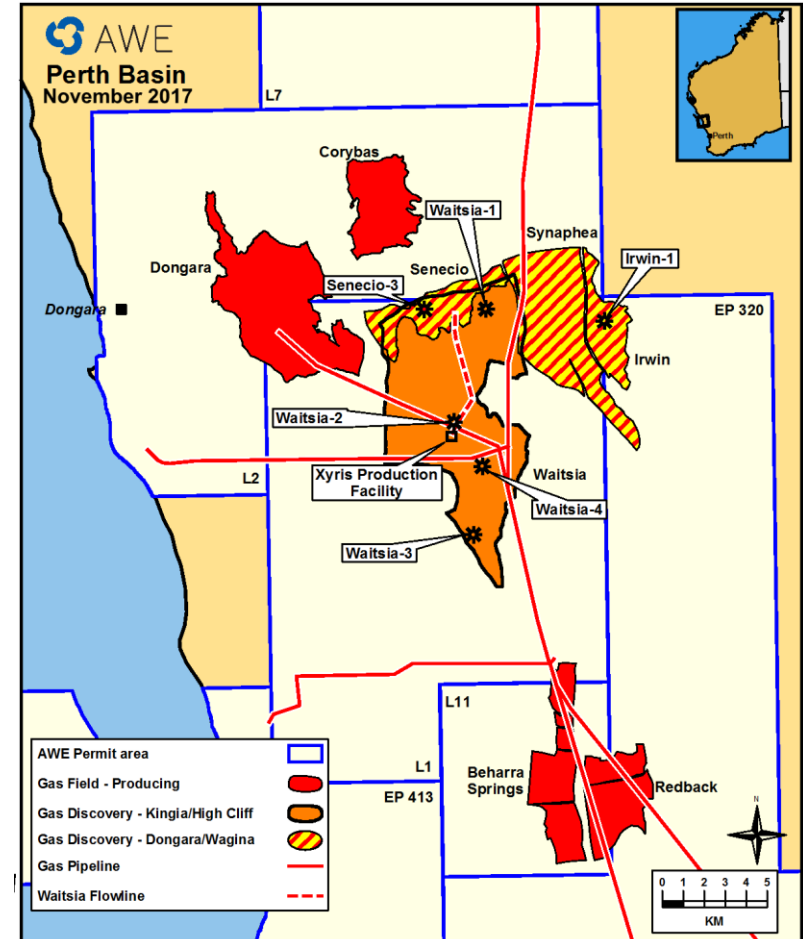 AWE
Perth Basin
November 2017
L7
Perth
Corybas
Waitsia-1
Synaphea
Dongara
Senecio
Irwin-1
Senecio-3
Dongara
EP 320
Irwin
Waitsia-2
L2
Xyris Production
Facility
Waitsia
Waitsia-4
Waitsia-3
L11
AWE Permit area
L1
Beharra
Springs
Redback
Gas Field - Producing
EP 413
Gas Discovery - Kingia/High Cliff
Gas Discovery - Dongara/Wagina
Gas Pipeline
Waitsia Flowline
N
0 1 2 3 4 5
KM